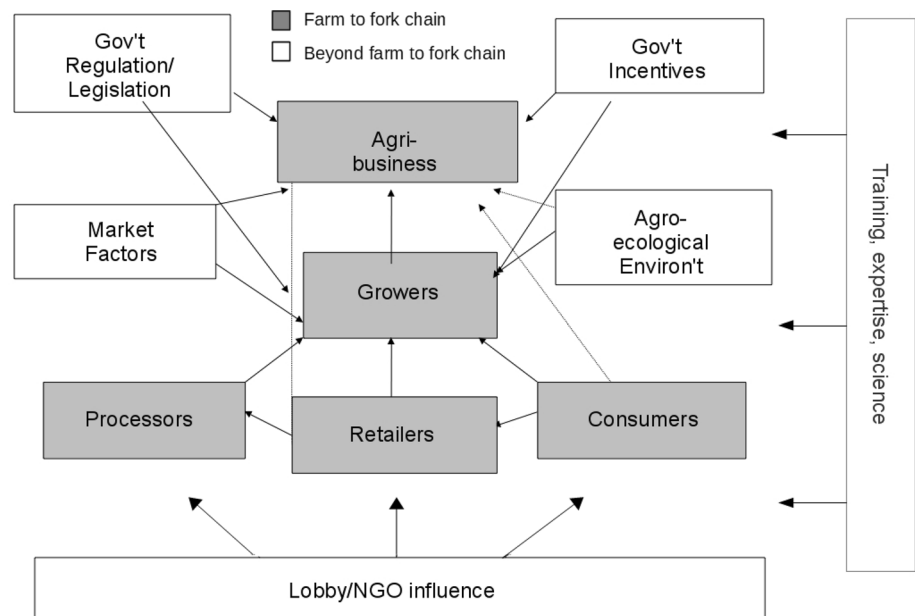 Farm to fork chain
Beyond farm to fork chain
Gov't
Regulation/
Legislation
Gov't
Incentives
Agri-
business
Market
Factors
Agro-
ecological
Environ't
Growers
Processors
Retailers
Consumers
Training, expertise, science
Lobby/NGO influence